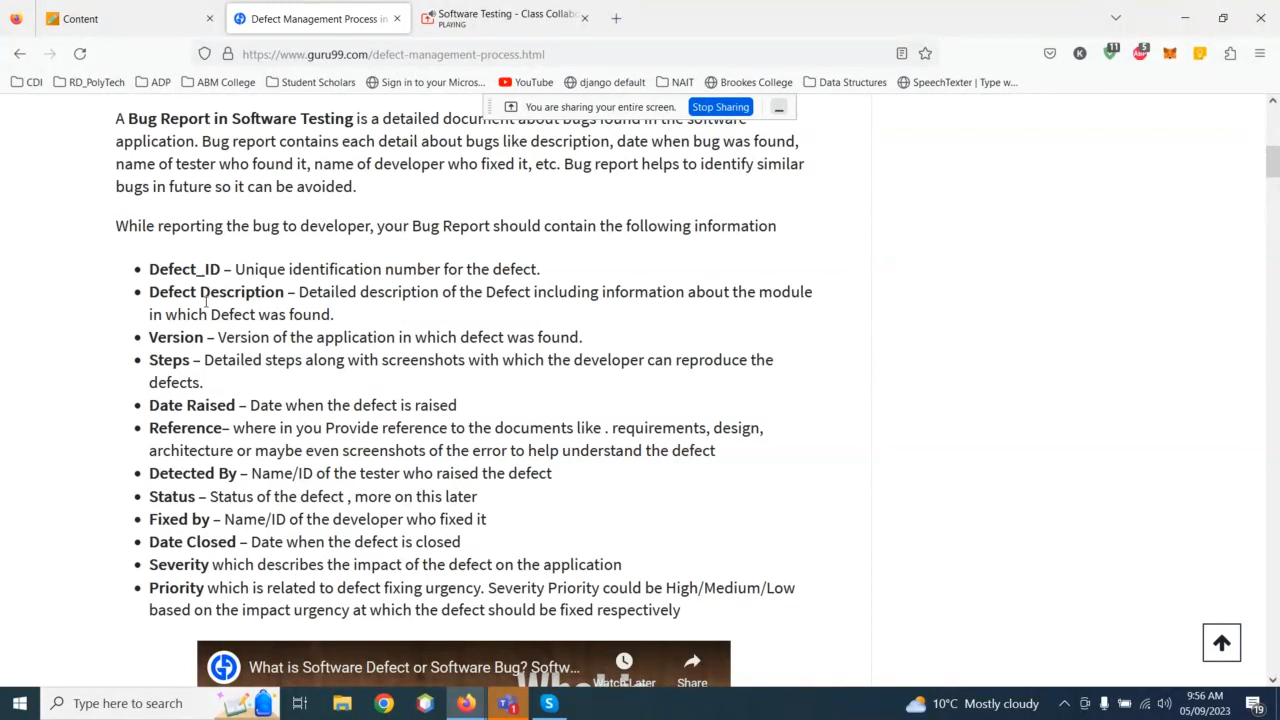 Content
Defect Management Process in
Software Testing - Class Collab
PLAYING
https://www.guru99.com/defect-management-process.html
K
11
5
CDI
RD_PolyTech
ADP
ABM College
Student Scholars
Sign in to your Micros...
YouTube
django default
NAIT
Brookes College
Data Structures
SpeechTexter | Type w...
You are sharing your entire screen.
Stop Sharing
A Bug Report in Software Testing is a detailed document about bugs found in the software
application. Bug report contains each detail about bugs like description, date when bug was found,
name of tester who found it, name of developer who fixed it, etc. Bug report helps to identify similar
bugs in future so it can be avoided.
While reporting the bug to developer, your Bug Report should contain the following information
• Defect_ID – Unique identification number for the defect.
• Defect Description – Detailed description of the Defect including information about the module
in which Defect was found.
• Version – Version of the application in which defect was found.
• Steps – Detailed steps along with screenshots with which the developer can reproduce the
defects.
• Date Raised – Date when the defect is raised
• Reference– where in you Provide reference to the documents like . requirements, design,
architecture or maybe even screenshots of the error to help understand the defect
• Detected By – Name/ID of the tester who raised the defect
• Status – Status of the defect , more on this later
• Fixed by – Name/ID of the developer who fixed it
• Date Closed – Date when the defect is closed
• Severity which describes the impact of the defect on the application
• Priority which is related to defect fixing urgency. Severity Priority could be High/Medium/Low
based on the impact urgency at which the defect should be fixed respectively
What is Software Defect or Software Bug? Softw...
Watch Later
Share
Type here to search
1
10°C Mostly cloudy
9:56 AM
05/09/2023
19